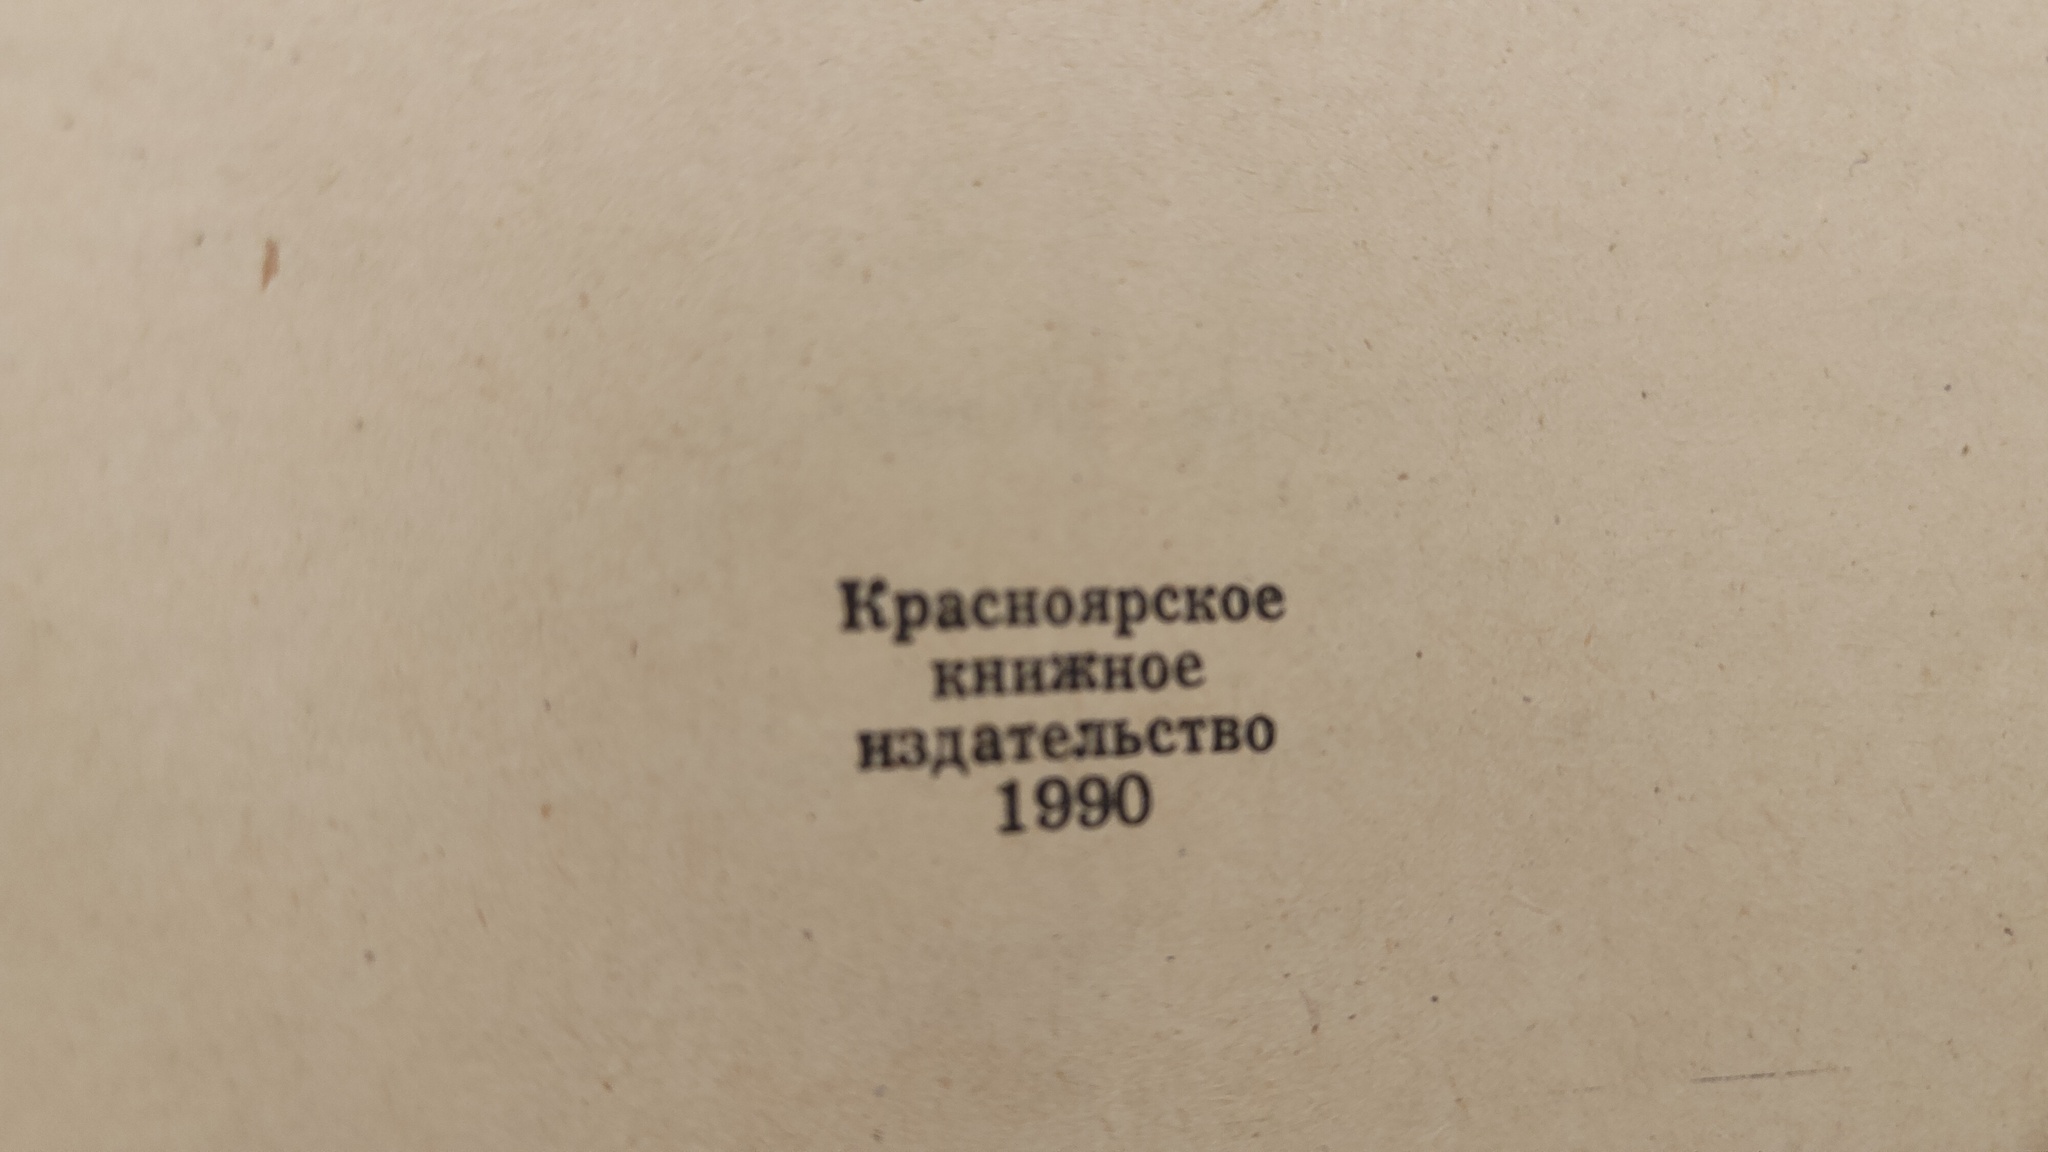 Красноярское
книжное
издательство
1990